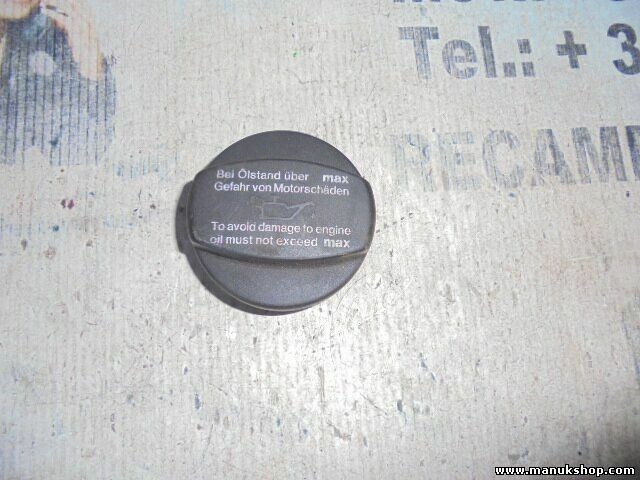 Tel.: + 3
RECAM
Bei Ölstand über max
Gefahr von Motorschäden
To avoid damage to engine
oil must not exceed max
www.manukshop.com